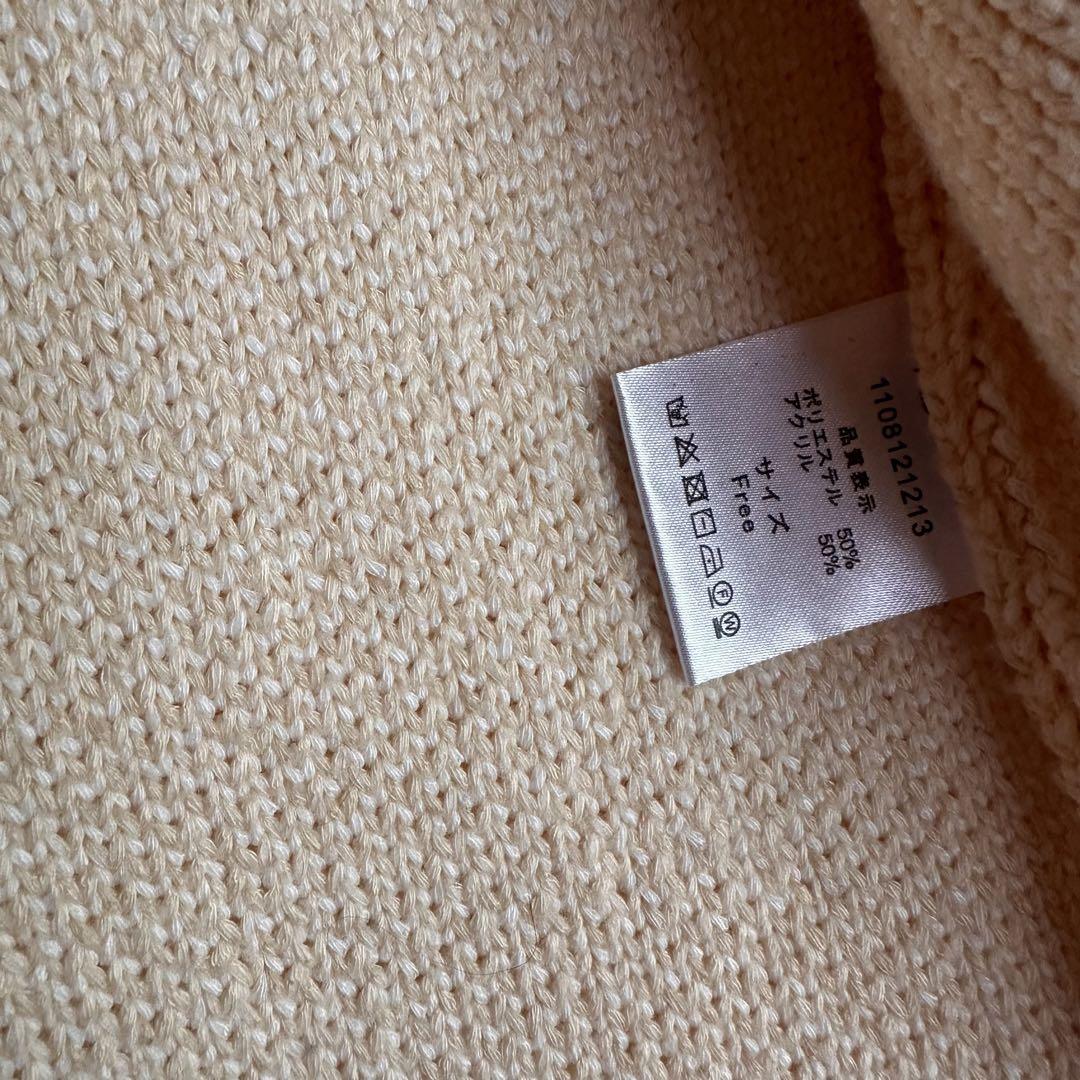 1108121213
品質表示
ポリエステル 50%
アクリル 50%
サイズ
Free
F W